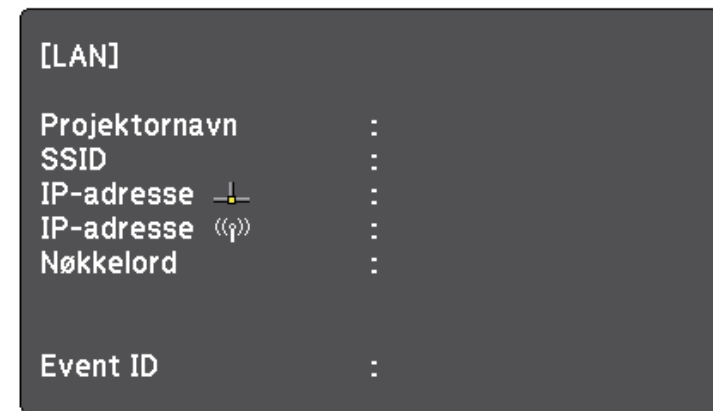 [LAN]
Projektornavn :
SSID :
IP-adresse :
IP-adresse :
Nøkkelord :
Event ID :